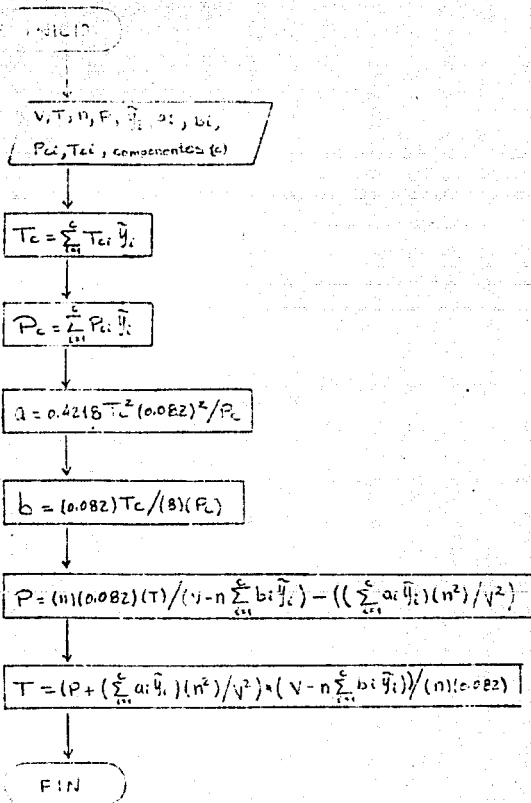 INICIO
V, T, n, P, ỹi, ai, bi,
Pci, Tci, componentes (c)
Tc = Σ_{i=1}^{c} Tci ỹi
Pc = Σ_{i=1}^{c} Pci ỹi
a = 0.4218 Tc² (0.082)²/Pc
b = (0.082) Tc/(8)(Pc)
P = (n)(0.082)(T)/(V-n Σ_{i=1}^{c} bi ỹi) - ((Σ_{i=1}^{c} ai ỹi)(n²)/V²)
T = (P + (Σ_{i=1}^{c} ai ỹi)(n²)/V²)*(V-n Σ_{i=1}^{c} bi ỹi))/(n)(0.082)
FIN